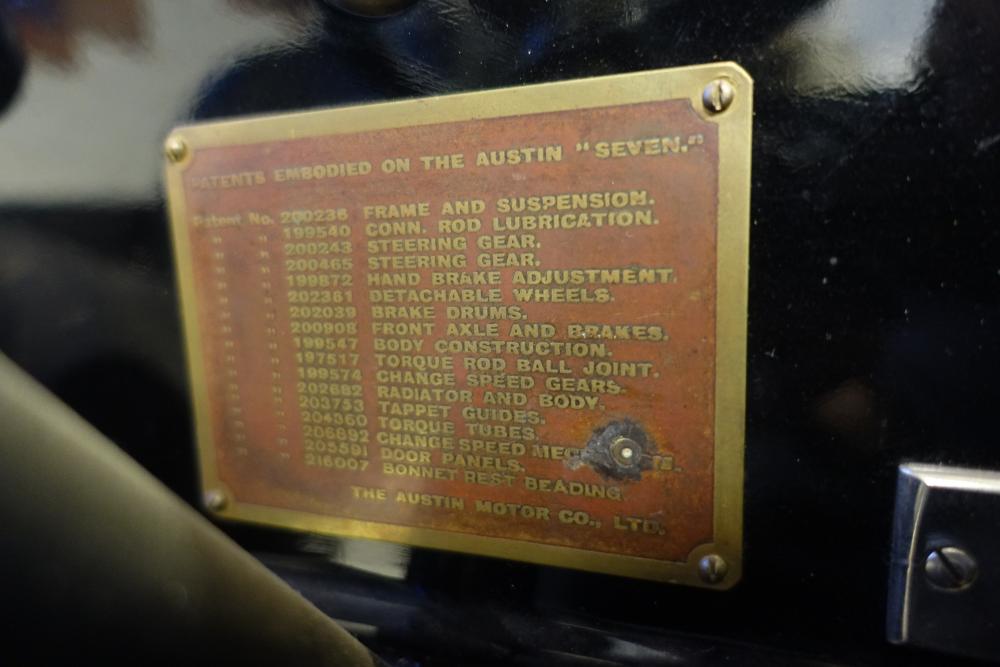 PATENTS EMBODIED ON THE AUSTIN "SEVEN."
Patent No. 200236 FRAME AND SUSPENSION.
" " 199540 CONN. ROD LUBRICATION.
" " 200243 STEERING GEAR.
" " 200465 STEERING GEAR.
" " 199872 HAND BRAKE ADJUSTMENT.
" " 202361 DETACHABLE WHEELS.
" " 202039 BRAKE DRUMS.
" " 200908 FRONT AXLE AND BRAKES.
" " 199547 BODY CONSTRUCTION.
" " 197517 TORQUE ROD BALL JOINT.
" " 199574 CHANGE SPEED GEARS.
" " 202682 RADIATOR AND BODY.
" " 203753 TAPPET GUIDES.
" " 204360 TORQUE TUBES.
" " 206892 CHANGE SPEED
" " 205591 DOOR PANELS.
" " 216007 BONNET REST BEADING.
THE AUSTIN MOTOR CO., LTD.